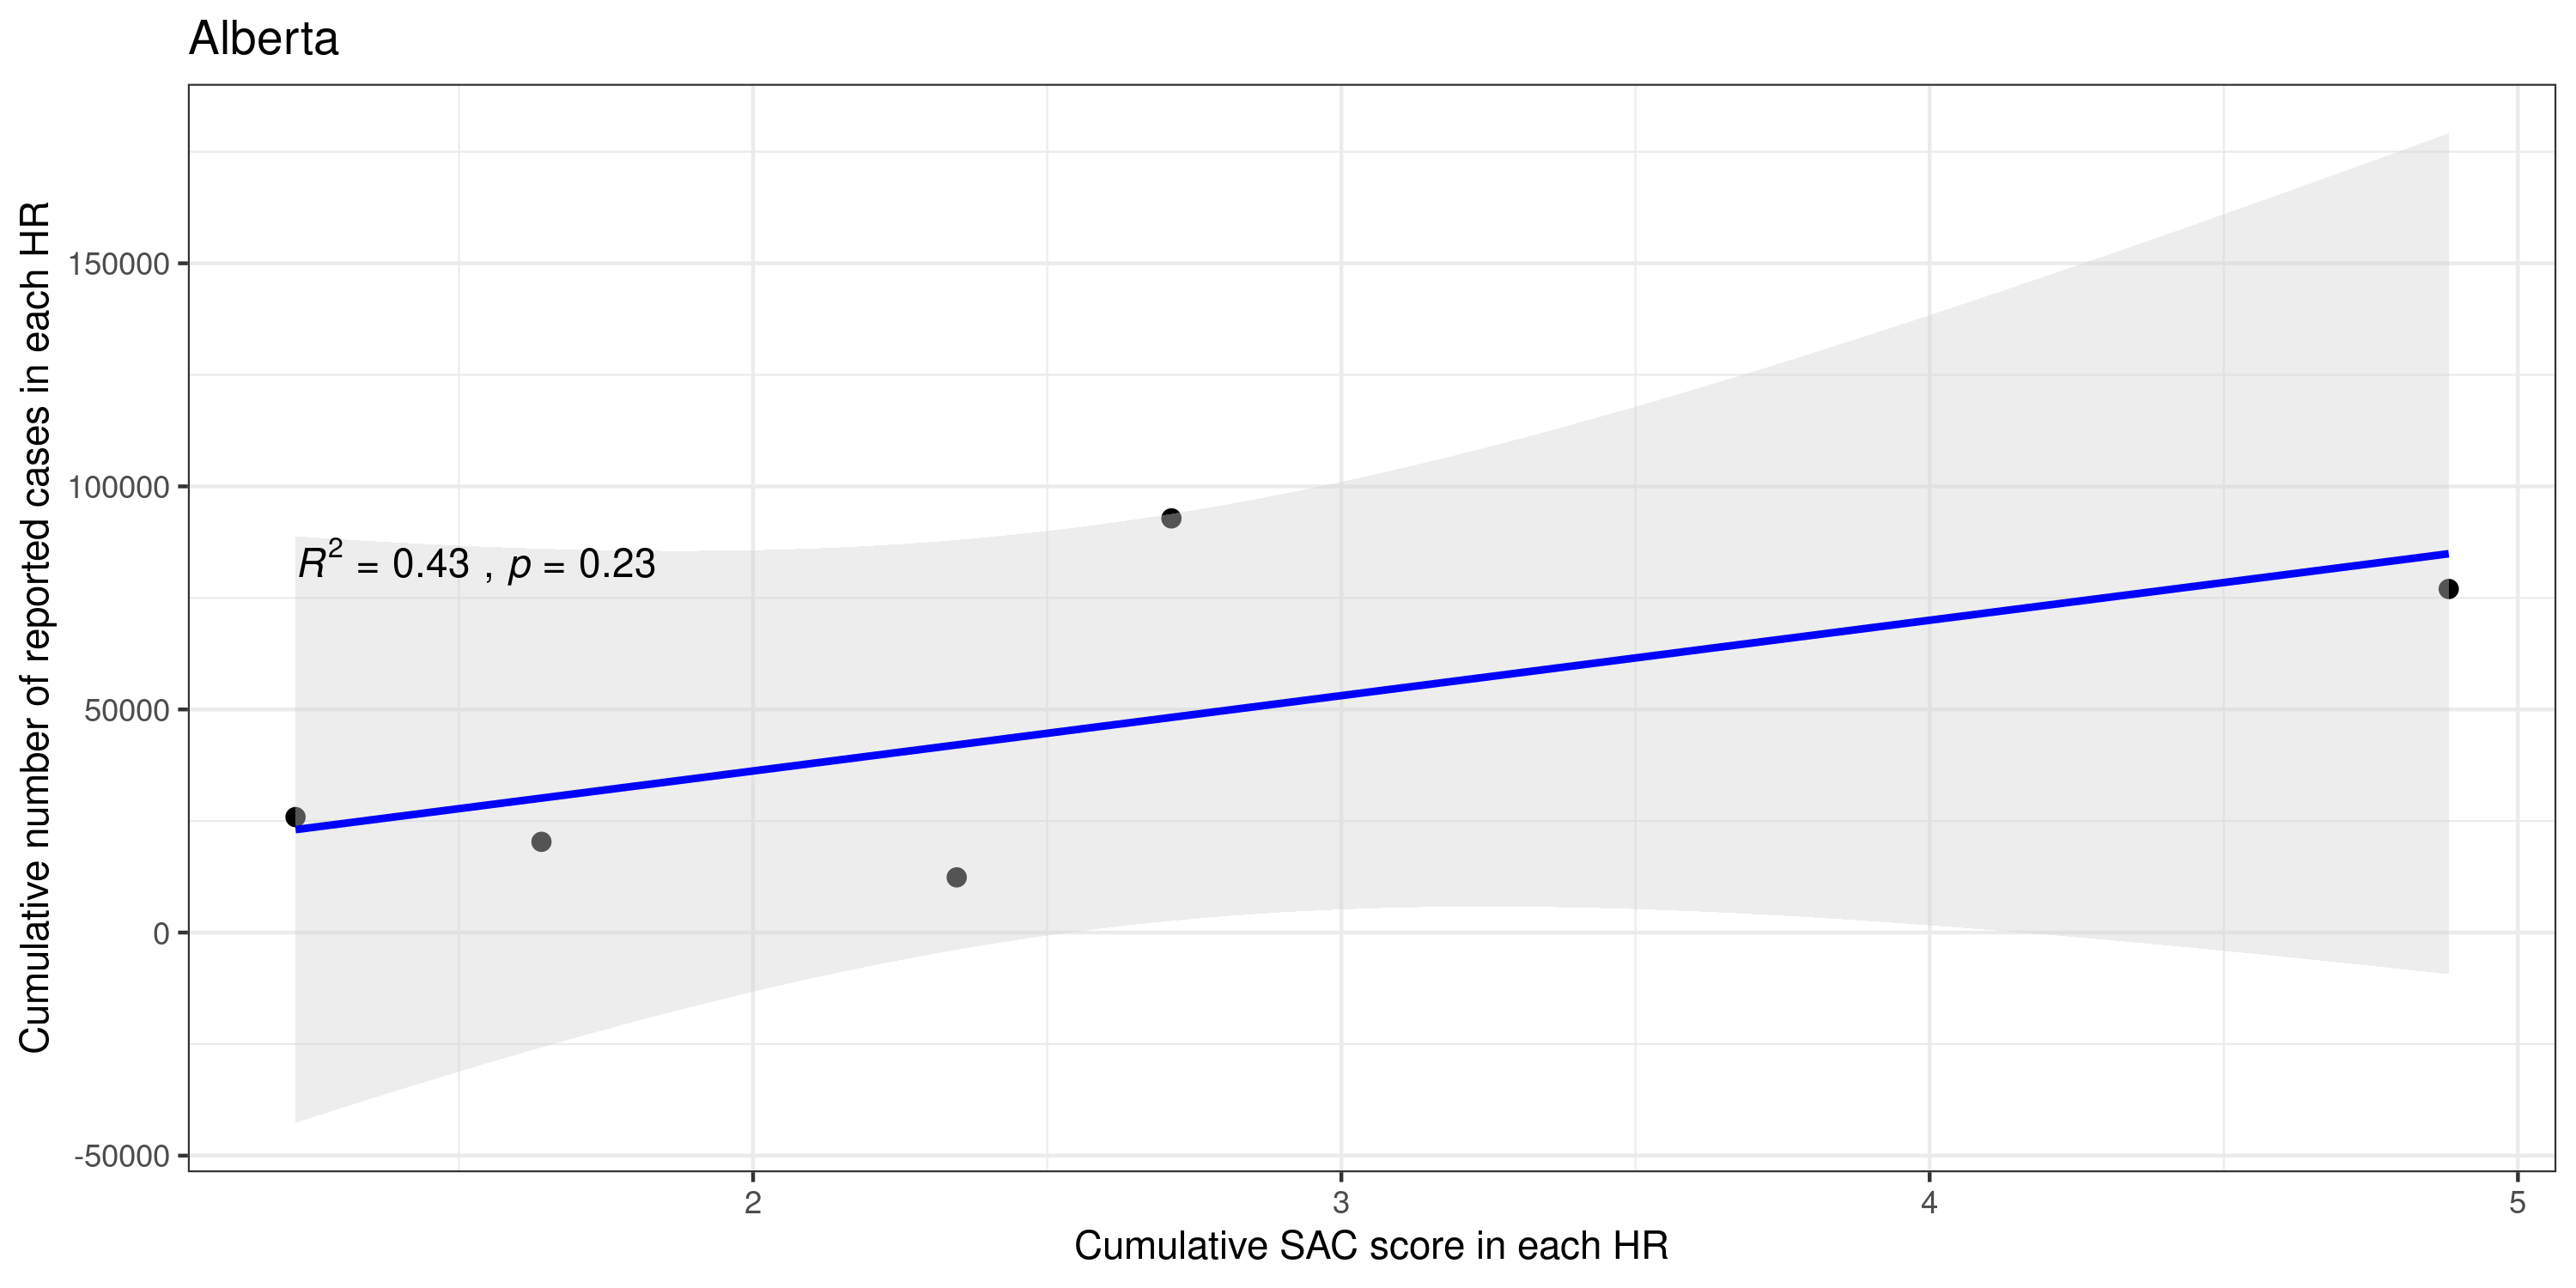 Alberta
Cumulative number of reported cases in each HR
150000
100000
50000
0
-50000
R² = 0.43 , p = 0.23
2 3 4 5
Cumulative SAC score in each HR